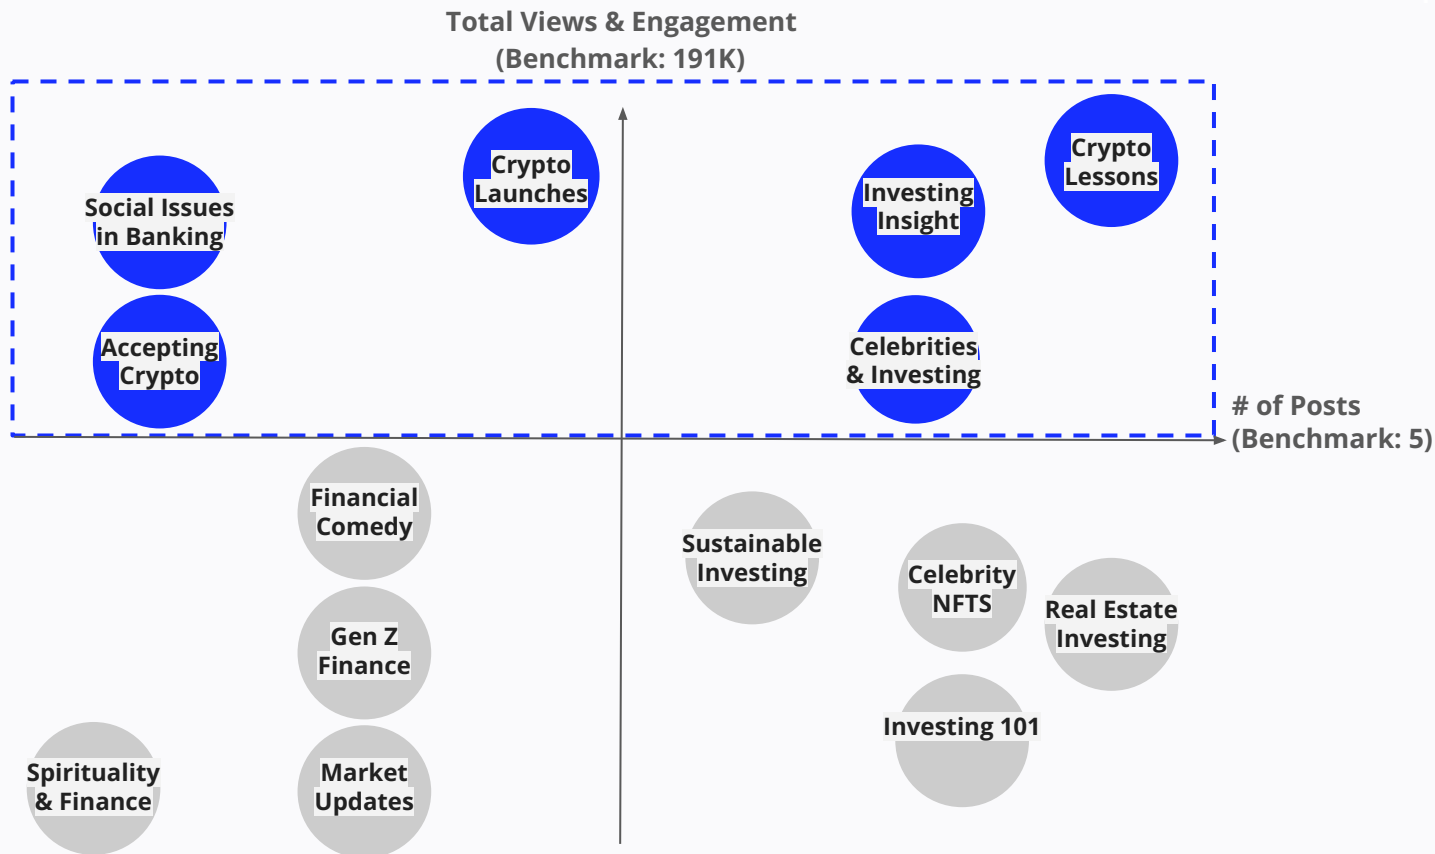 Total Views & Engagement
(Benchmark: 191K)
Crypto
Launches
Crypto
Lessons
Investing
Insight
Social Issues
in Banking
Accepting
Crypto
Celebrities
& Investing
# of Posts
(Benchmark: 5)
Financial
Comedy
Sustainable
Investing
Celebrity
NFTS
Real Estate
Investing
Gen Z
Finance
Investing 101
Spirituality
& Finance
Market
Updates